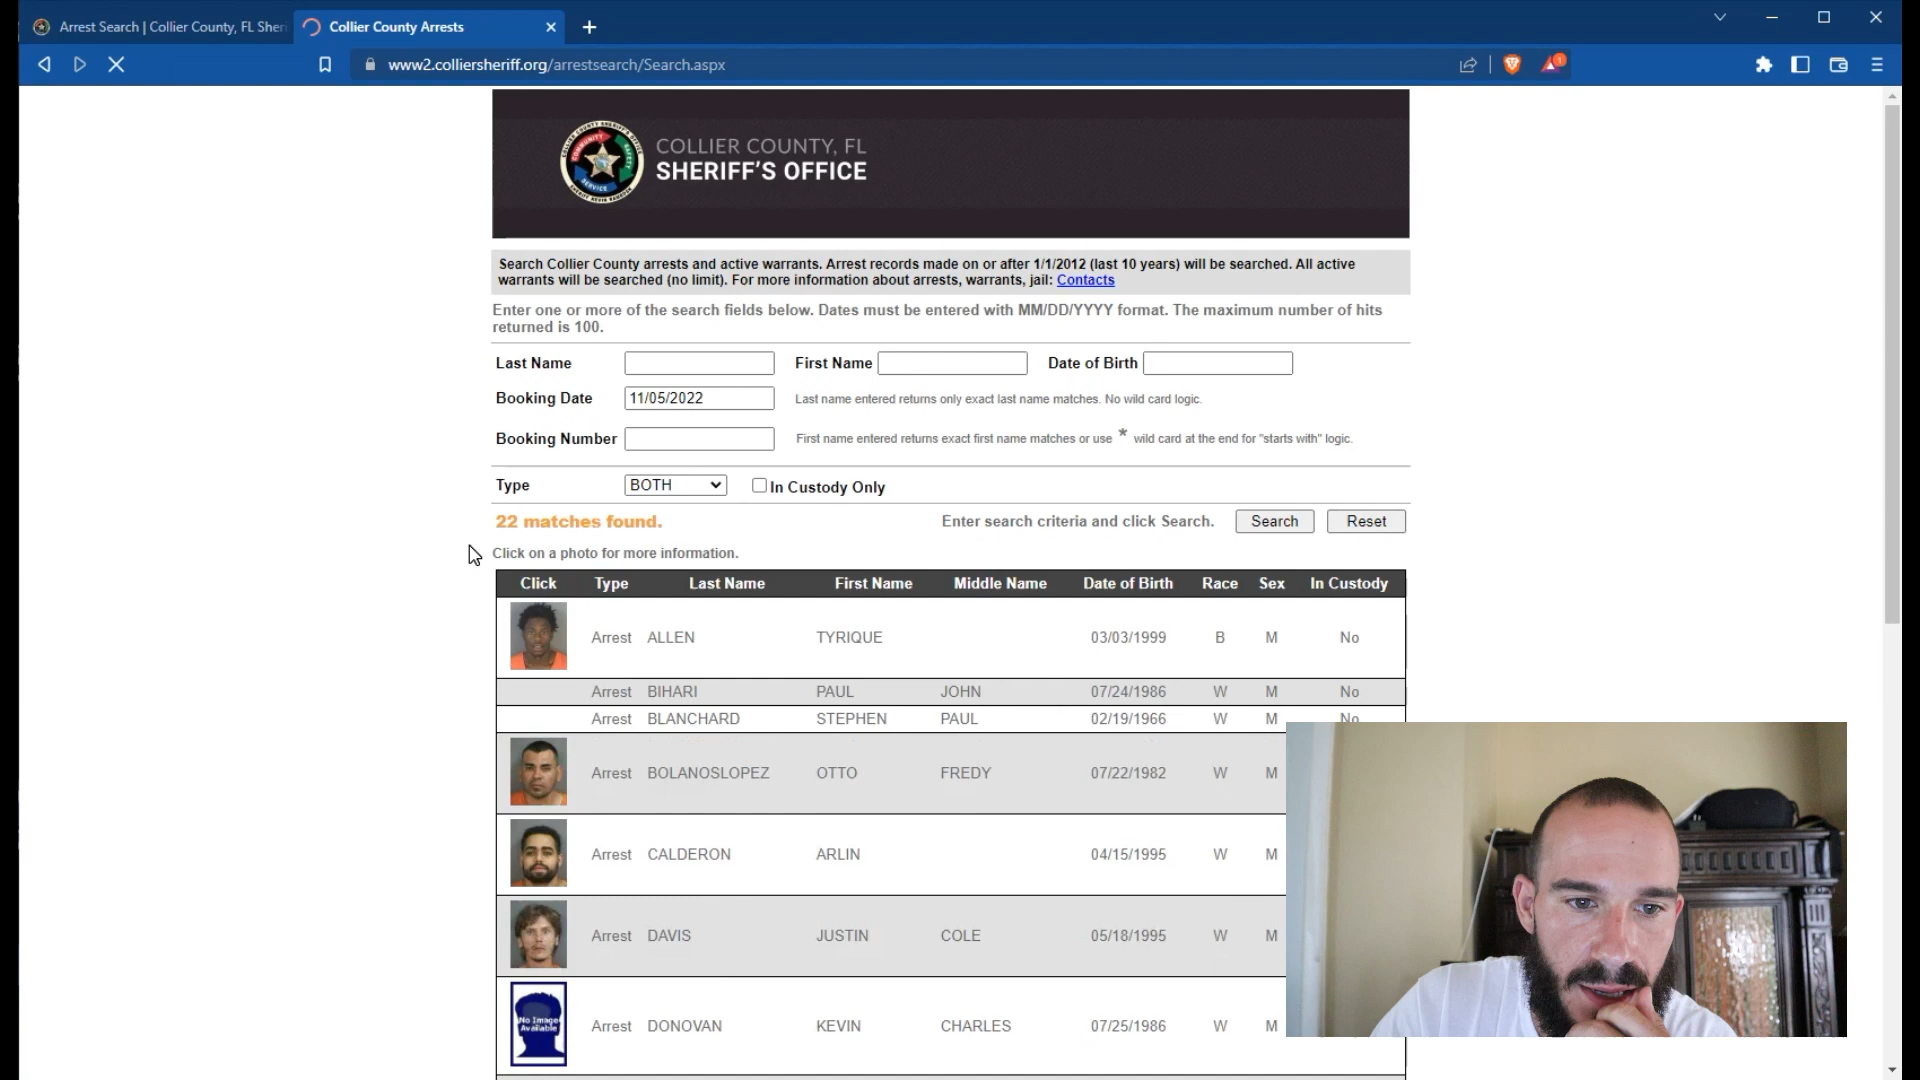 Arrest Search | Collier County, FL Sher
Collier County Arrests
www2.colliersheriff.org/arrestsearch/Search.aspx
1
COLLIER COUNTY, FL
SHERIFF'S OFFICE
COMMUNITY
SAFETY
SERVICE
Search Collier County arrests and active warrants. Arrest records made on or after 1/1/2012 (last 10 years) will be searched. All active
warrants will be searched (no limit). For more information about arrests, warrants, jail: Contacts
Enter one or more of the search fields below. Dates must be entered with MM/DD/YYYY format. The maximum number of hits
returned is 100.
Last Name First Name Date of Birth
Booking Date 11/05/2022 Last name entered returns only exact last name matches. No wild card logic.
Booking Number First name entered returns exact first name matches or use * wild card at the end for "starts with" logic.
Type BOTH In Custody Only
22 matches found. Enter search criteria and click Search. Search Reset
Click on a photo for more information.
Click Type Last Name First Name Middle Name Date of Birth Race Sex In Custody
Arrest ALLEN TYRIQUE 03/03/1999 B M No
Arrest BIHARI PAUL JOHN 07/24/1986 W M No
Arrest BLANCHARD STEPHEN PAUL 02/19/1966 W M No
Arrest BOLANOSLOPEZ OTTO FREDY 07/22/1982 W M
Arrest CALDERON ARLIN 04/15/1995 W M
Arrest DAVIS JUSTIN COLE 05/18/1995 W M
No Image
Available
Arrest DONOVAN KEVIN CHARLES 07/25/1986 W M